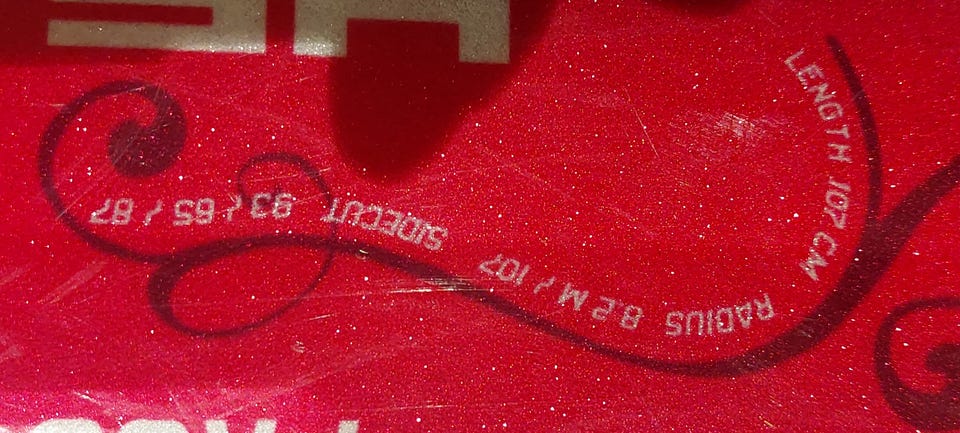 LENGTH 107 CM
RADIUS 8.2 M / 107
SIDECUT 93 / 65 / 87